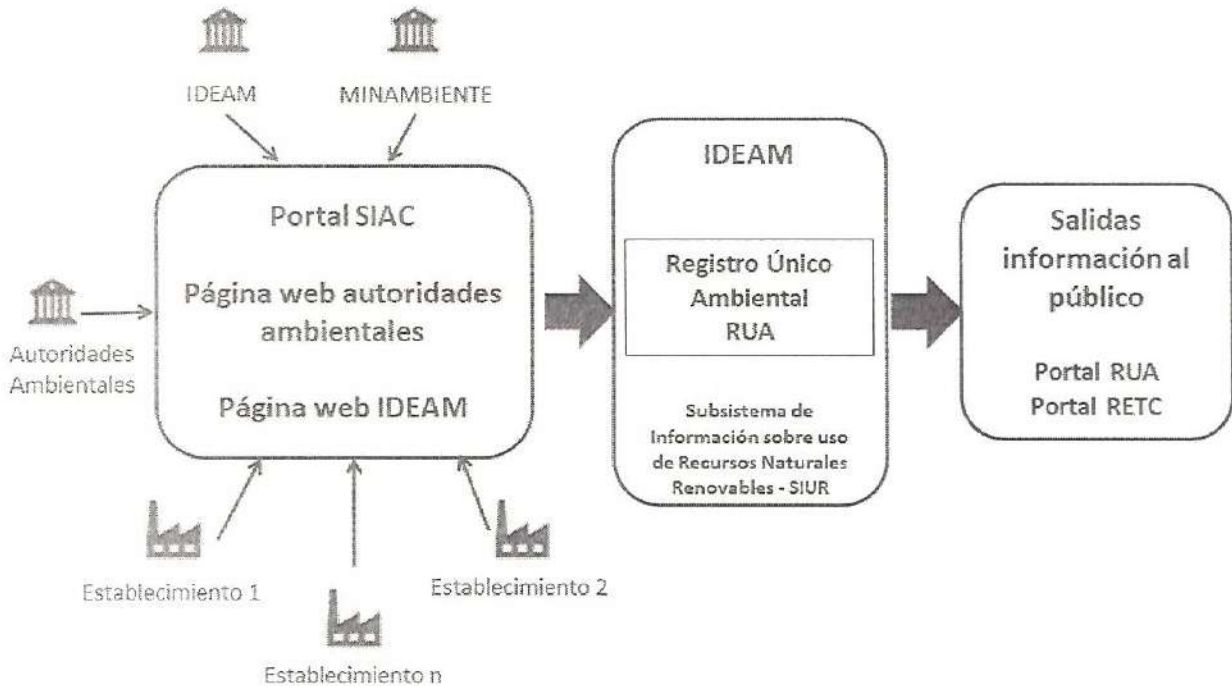 IDEAM
MINAMBIENTE
Autoridades
Ambientales
Portal SIAC
Página web autoridades
ambientales
Página web IDEAM
Establecimiento 1
Establecimiento n
Establecimiento 2
IDEAM
Registro Único
Ambiental
RUA
Subsistema de
Información sobre uso
de Recursos Naturales
Renovables - SIUR
Salidas
información al
público
Portal RUA
Portal RETC